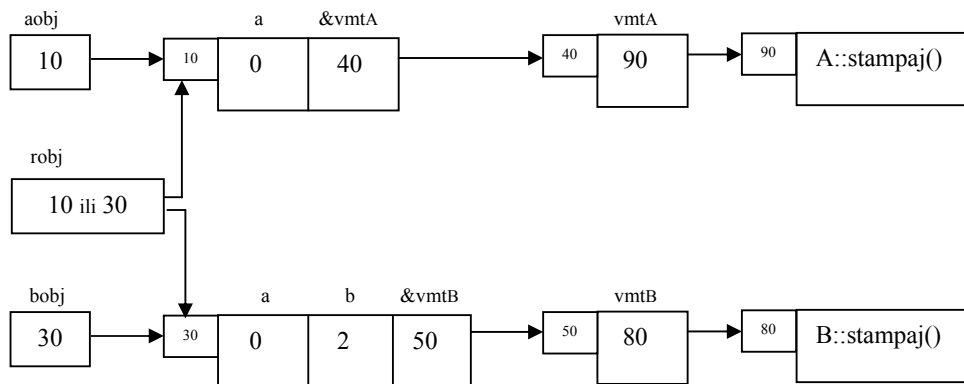 aobj a &vmtA vmtA
10 10 0 40 40 90 90 A::stampaj()
robj
10 ili 30
bobj a b &vmtB vmtB
30 30 0 2 50 50 80 80 B::stampaj()